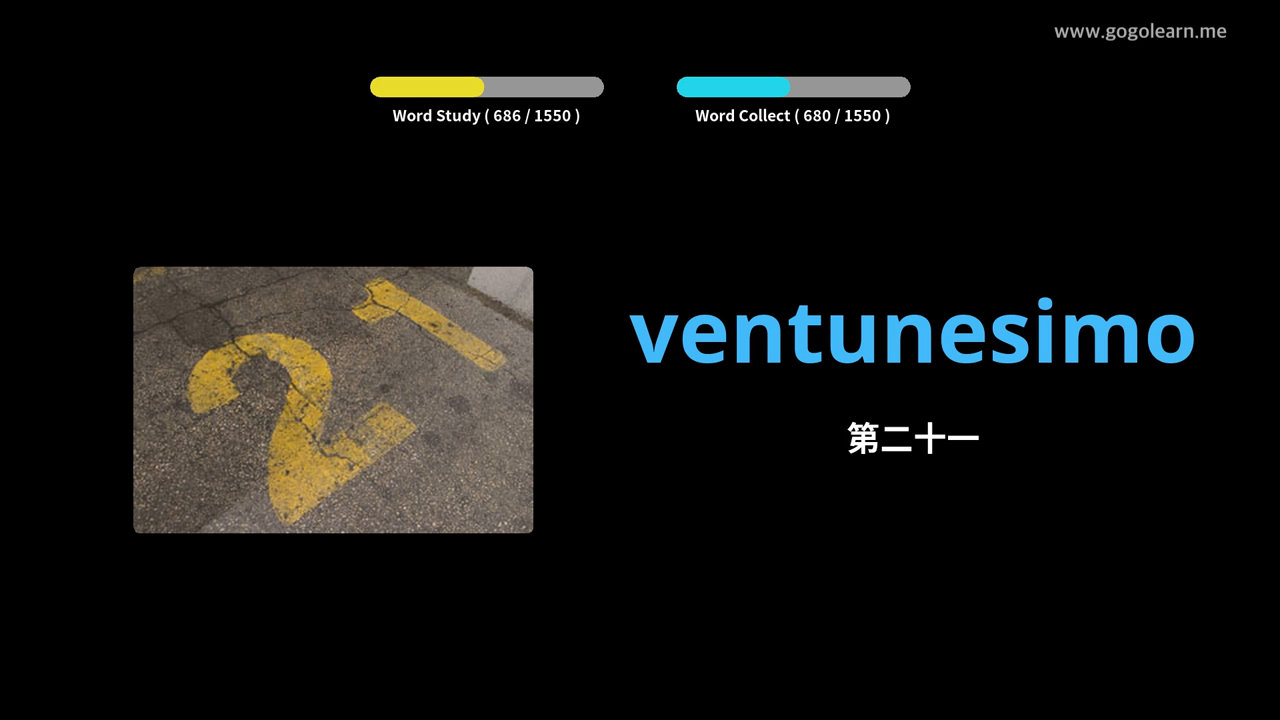 www.gogolearn.me
Word Study ( 686 / 1550 )
Word Collect ( 680 / 1550 )
21
ventunesimo
第二十一